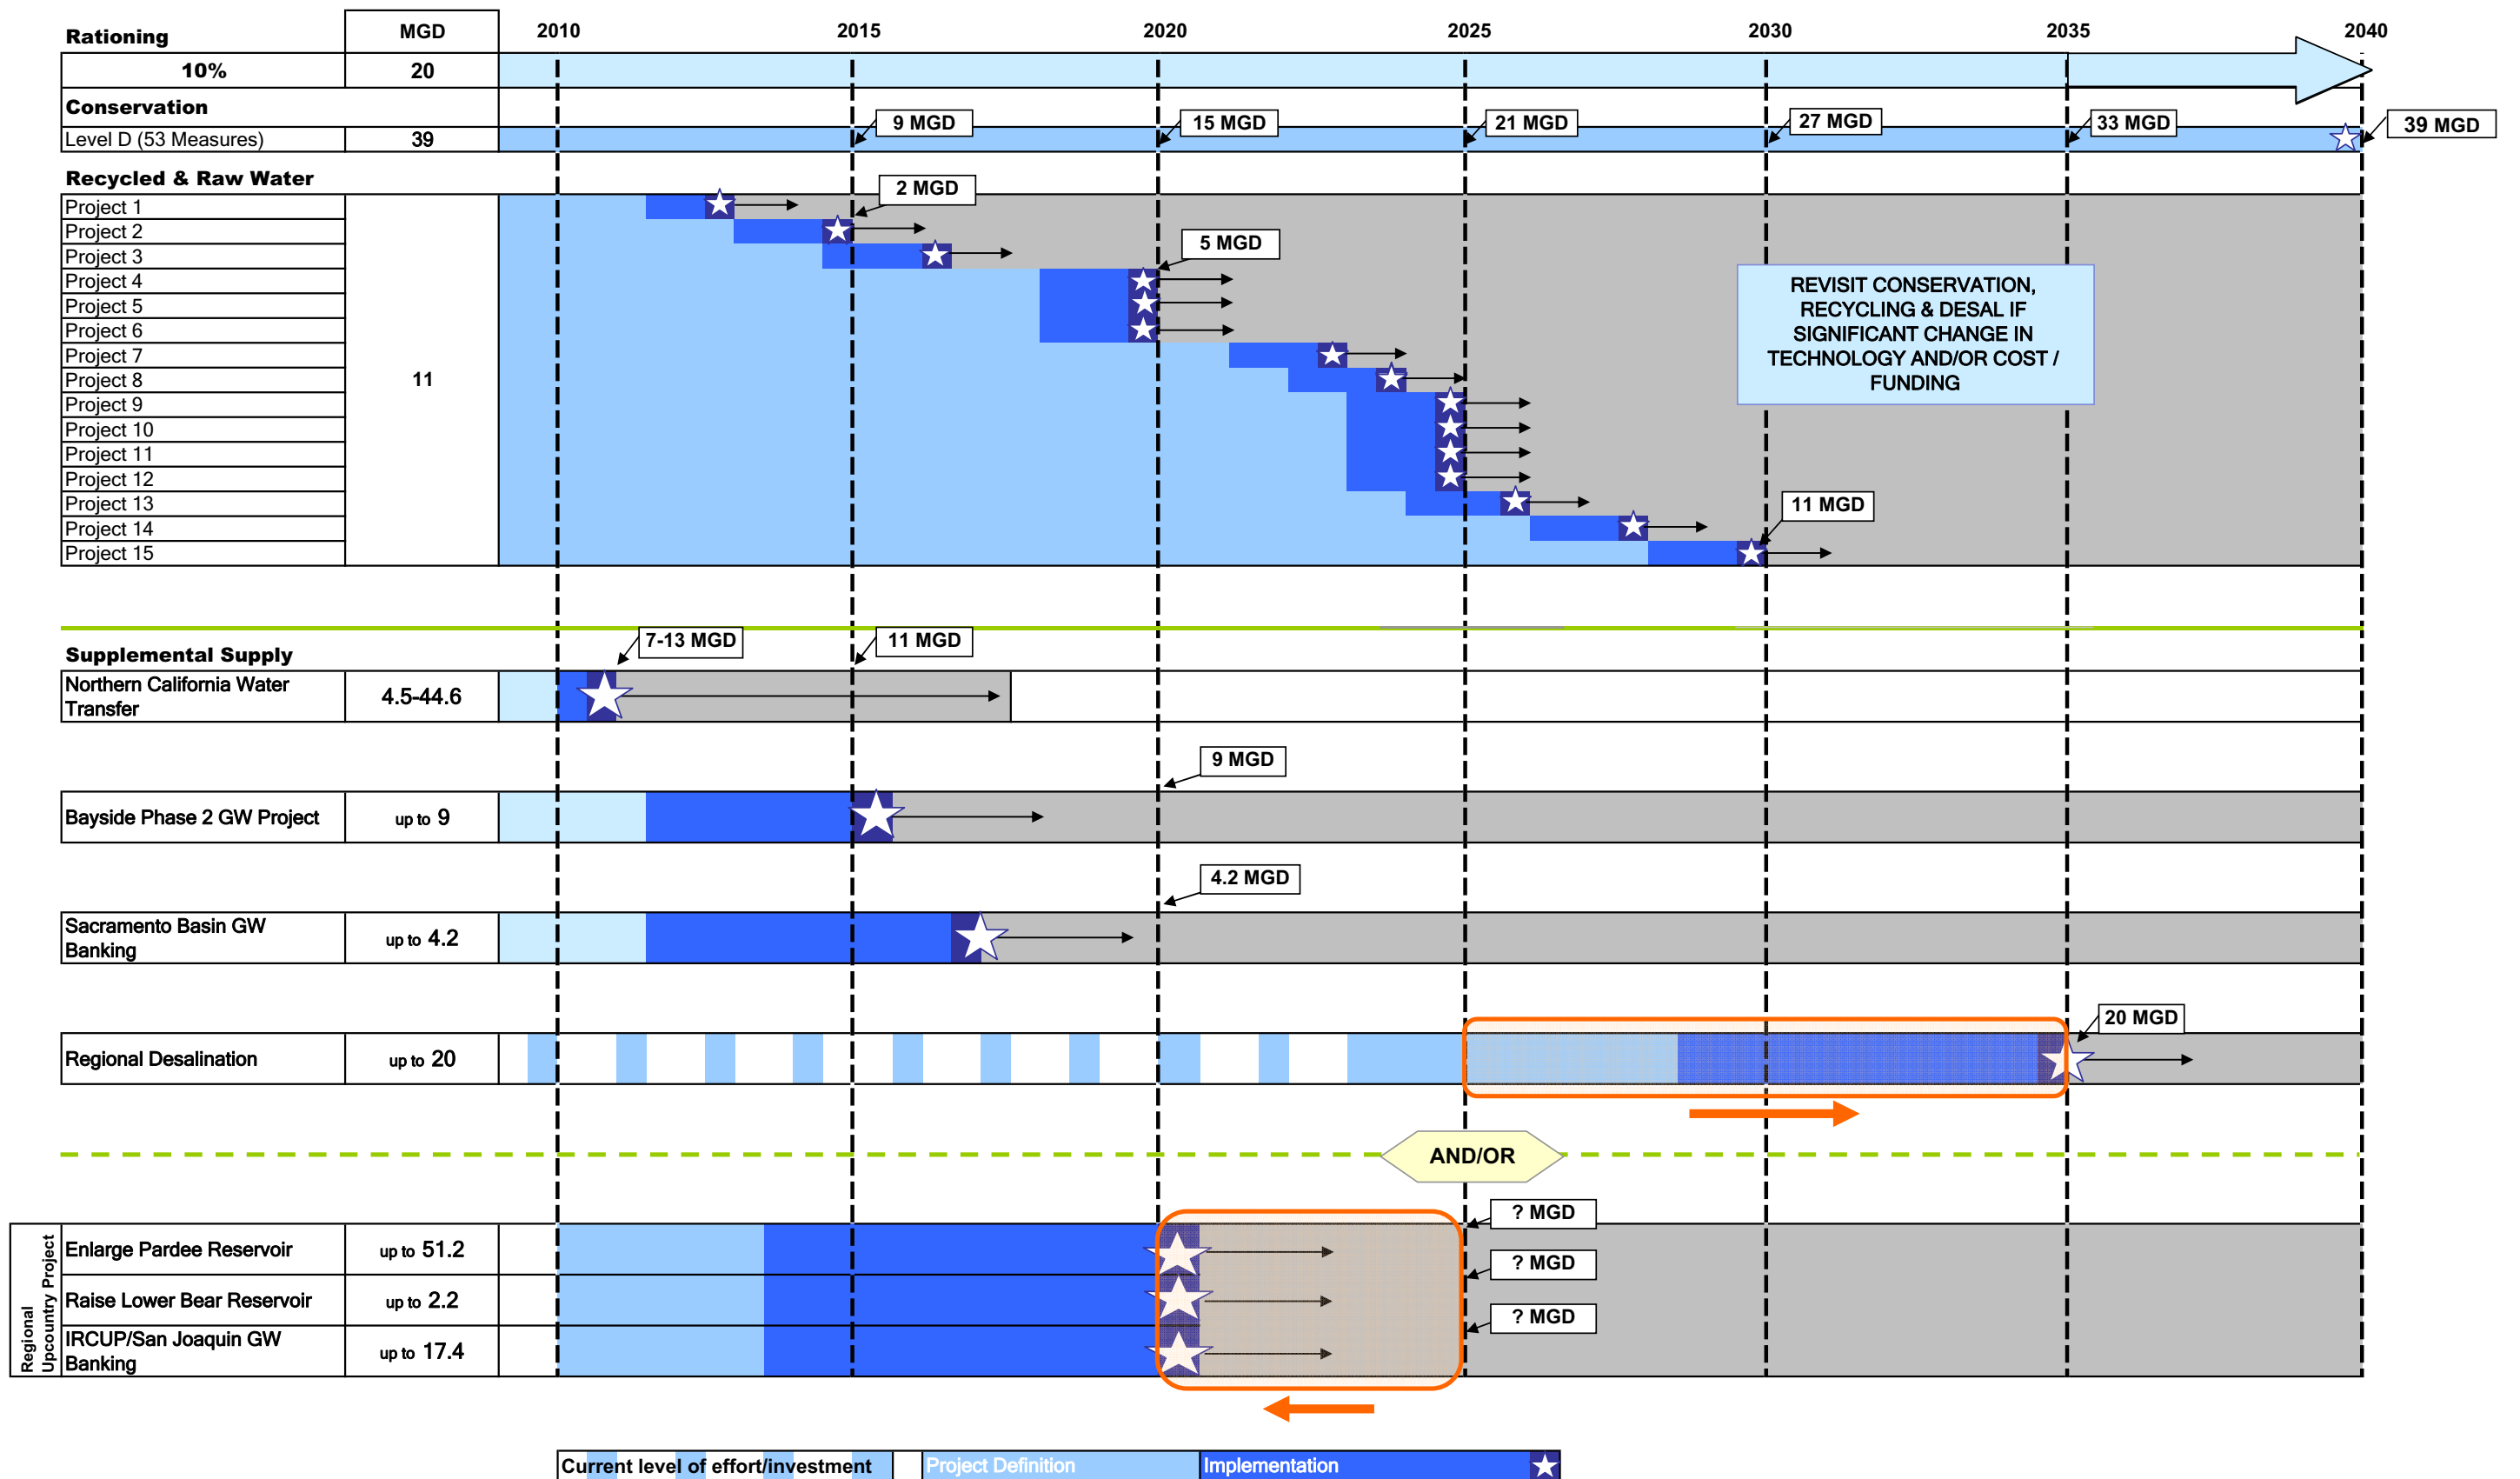 Rationing MGD 2010 2015 2020 2025 2030 2035 2040
10% 20
Conservation
9 MGD 15 MGD 21 MGD 27 MGD 33 MGD 39 MGD
Level D (53 Measures) 39
Recycled & Raw Water
2 MGD
Project 1
Project 2
Project 3
5 MGD
Project 4
Project 5
Project 6
Project 7
Project 8
11
Project 9
Project 10
Project 11
Project 12
Project 13
Project 14
Project 15
11 MGD
REVISIT CONSERVATION,
RECYCLING & DESAL IF
SIGNIFICANT CHANGE IN
TECHNOLOGY AND/OR COST /
FUNDING
7-13 MGD 11 MGD
Supplemental Supply
Northern California Water
Transfer
4.5-44.6
9 MGD
Bayside Phase 2 GW Project up to 9
4.2 MGD
Sacramento Basin GW
Banking
up to 4.2
20 MGD
Regional Desalination up to 20
AND/OR
Regional
Upcountry Project
? MGD
Enlarge Pardee Reservoir up to 51.2
? MGD
Raise Lower Bear Reservoir up to 2.2
? MGD
IRCUP/San Joaquin GW
Banking
up to 17.4
Current level of effort/investment Project Definition Implementation